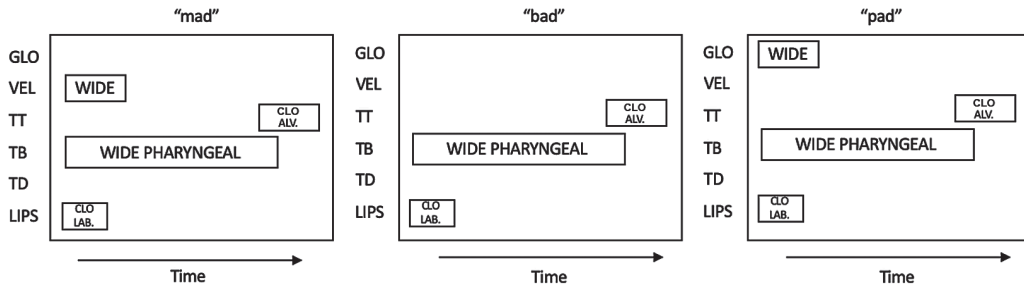 “mad”
GLO
VEL
WIDE
TT
CLO
ALV.
TB
WIDE PHARYNGEAL
TD
LIPS
CLO
LAB.
Time
“bad”
GLO
VEL
TT
CLO
ALV.
TB
WIDE PHARYNGEAL
TD
LIPS
CLO
LAB.
Time
“pad”
GLO
WIDE
VEL
TT
CLO
ALV.
TB
WIDE PHARYNGEAL
TD
LIPS
CLO
LAB.
Time